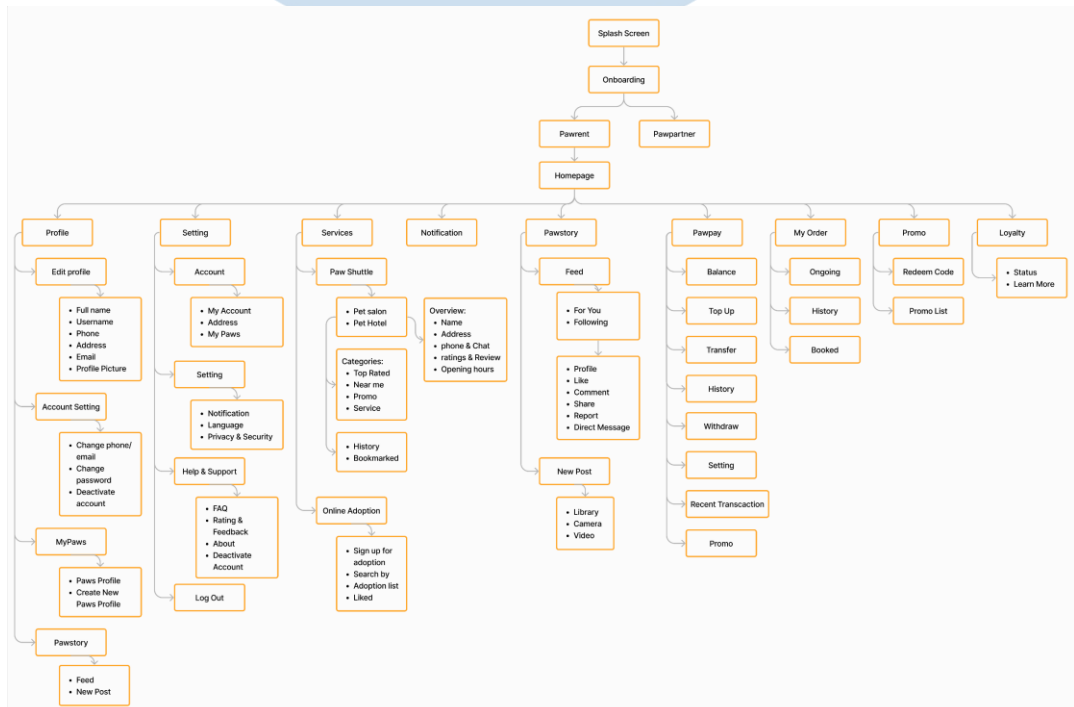 Splash Screen
Onboarding
Pawrent
Pawpartner
Homepage
Profile
Setting
Services
Notification
Pawstory
Pawpay
My Order
Promo
Loyalty
Edit profile
• Full name
• Username
• Phone
• Address
• Email
• Profile Picture
Account Setting
• Change phone/
email
• Change
password
• Deactivate
account
MyPaws
• Paws Profile
• Create New
Paws Profile
Pawstory
• Feed
• New Post
Account
• My Account
• Address
• My Paws
Setting
• Notification
• Language
• Privacy & Security
Help & Support
• FAQ
• Rating &
Feedback
• About
• Deactivate
Account
Log Out
Paw Shuttle
• Pet salon
• Pet Hotel
Overview:
• Name
• Address
• phone & Chat
• ratings & Review
• Opening hours
Categories:
• Top Rated
• Near me
• Promo
• Service
• History
• Bookmarked
Online Adoption
• Sign up for
adoption
• Search by
• Adoption list
• Liked
Feed
• For You
• Following
• Profile
• Like
• Comment
• Share
• Report
• Direct Message
New Post
• Library
• Camera
• Video
Balance
Top Up
Transfer
History
Withdraw
Setting
Recent Transcaction
Promo
Ongoing
History
Booked
Redeem Code
Promo List
• Status
• Learn More